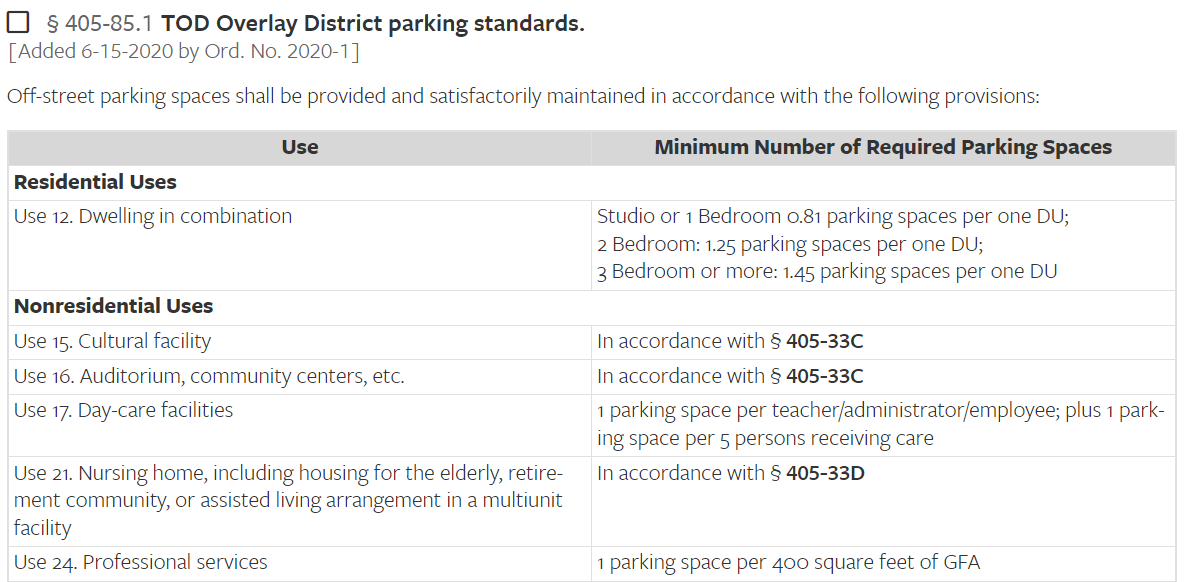 § 405-85.1 TOD Overlay District parking standards.
[Added 6-15-2020 by Ord. No. 2020-1]
Off-street parking spaces shall be provided and satisfactorily maintained in accordance with the following provisions:
Use Minimum Number of Required Parking Spaces
Residential Uses
Use 12. Dwelling in combination
Studio or 1 Bedroom 0.81 parking spaces per one DU;
2 Bedroom: 1.25 parking spaces per one DU;
3 Bedroom or more: 1.45 parking spaces per one DU
Nonresidential Uses
Use 15. Cultural facility
In accordance with § 405-33C
Use 16. Auditorium, community centers, etc.
In accordance with § 405-33C
Use 17. Day-care facilities
1 parking space per teacher/administrator/employee; plus 1 park-
ing space per 5 persons receiving care
Use 21. Nursing home, including housing for the elderly, retire-
ment community, or assisted living arrangement in a multiunit
facility
In accordance with § 405-33D
Use 24. Professional services
1 parking space per 400 square feet of GFA